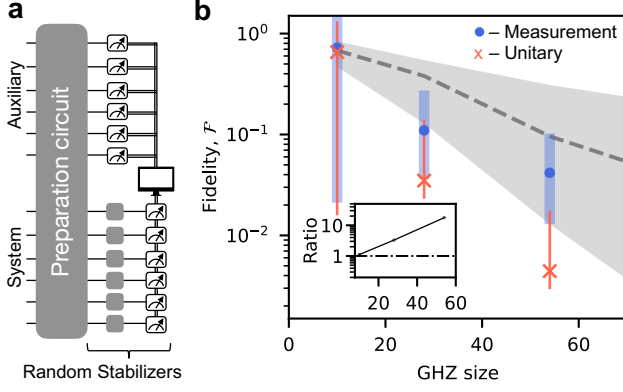 a
Auxiliary
System
Preparation circuit
Random Stabilizers
b
– Measurement
x – Unitary
Fidelity, ℱ
10⁰
10⁻¹
10⁻²
0 20 40 60
GHZ size
Ratio
10
1
20 40 60